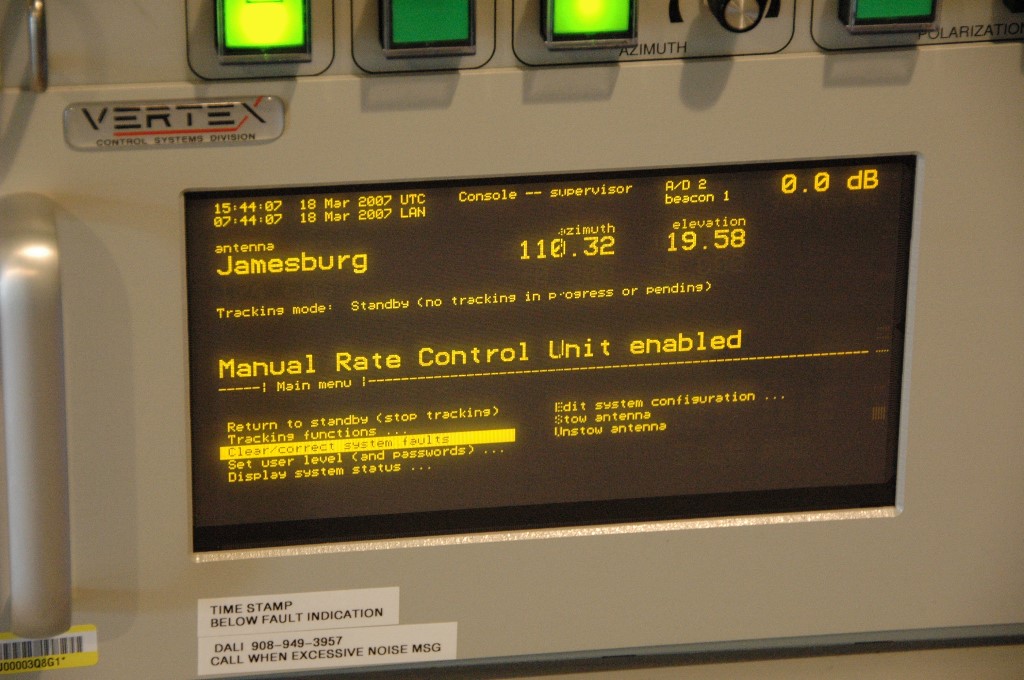 AZIMUTH
POLARIZATION
VERTEX
CONTROL SYSTEMS DIVISION
15:44:07 18 Mar 2007 UTC
07:44:07 18 Mar 2007 LAN
Console -- supervisor
A/D 2
beacon 1
0.0 dB
antenna
Jamesburg
azimuth
110.32
elevation
19.58
Tracking mode: Standby (no tracking in progress or pending)
Manual Rate Control Unit enabled
-----| Main menu |-----
Return to standby (stop tracking)
Tracking functions ...
Clear/correct system faults
Set user level (and passwords) ...
Display system status ...
Edit system configuration ...
Stow antenna
Unstow antenna
TIME STAMP
BELOW FAULT INDICATION
DALI 908-949-3957
CALL WHEN EXCESSIVE NOISE MSG
J00003Q8G1*